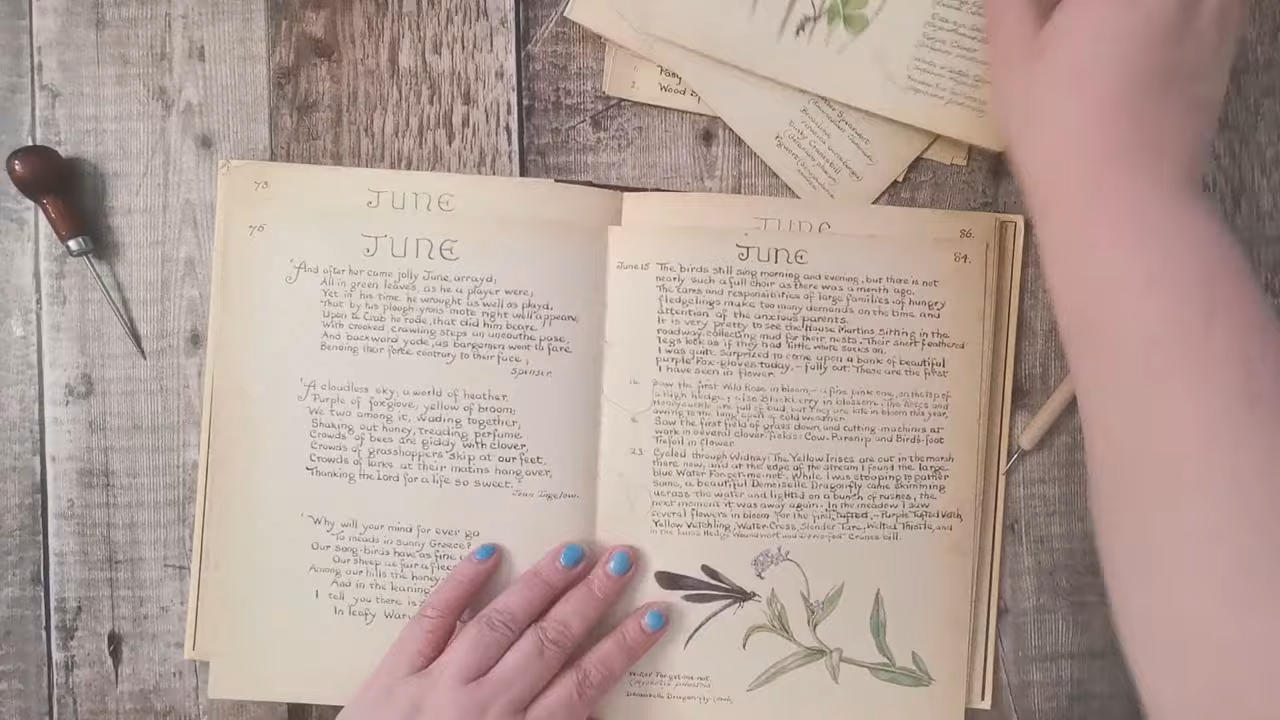 1. Pasq
2. Wood Sp
73.
JUNE
75
JUNE
"And after her came jolly June, arrayd;
All in green leaves, as he a player were;
Yet in his time, he wrought as well as playd,
That by his plough-yrons mote right well appeare,
Upon a Crab he rode, that did him beare
With crooked, crawling steps an uncouthe pase,
And backward yode, as bargemen wont to fare
Bending their force contrary to their face,
Spenser.
"A cloudless sky; a world of heather.
Purple of foxglove; yellow of broom;
We two among it, wading together,
Shaking out honey, treading perfume.
Crowds of bees are giddy with clover,
Crowds of grasshoppers skip at our feet,
Crowds of larks at their matins hang over,
Thanking the Lord for a life so sweet."
Jean Ingelow.
"Why will your mind for ever go
To meads in sunny Greece?
Our song-birds have as fine a
Our sheep as fair a fleec
Among our hills the honey-
And in the leaning
I tell you there is
In leafy Warw
JUNE
86.
JUNE
84.
June 15 The birds still sing morning and evening, but there is not
nearly such a full choir as there was a month ago.
The cares and responsibilities of large families of hungry
fledgelings make too many demands on the time and
attention of the anxious parents.
It is very pretty to see the House Martins sitting in the
roadway, collecting mud for their nests. Their short feathered
legs look as if they had little white socks on.
I was quite surprized to come upon a bank of beautiful
purple Fox-gloves today, – fully out. These are the first
I have seen in flower.
16. Saw the first Wild Rose in bloom, – a fine pink one, on the top of
a high hedge; also Blackberry in blossom. The Roses and
Honeysuckle are full of bud, but they are late in bloom this year,
owing to the long spell of cold weather.
Saw the first field of grass down, and cutting-machines at
work in several clover-fields: Cow-Parsnip and Birds-foot
Trefoil in flower.
23. Cycled through Widney: The Yellow Irises are out in the marsh
there now, and at the edge of the stream I found the large
blue Water Forget-me-not. While I was stooping to gather
some, a beautiful Demoiselle Dragonfly came skimming
across the water and lighted on a bunch of rushes, the
next moment it was away again. In the meadow I saw
several flowers in bloom for the first, Tufted, – Purple Tufted Vetch,
Yellow Vetchling, Water-Cress, Slender Tare, Welted Thistle, and
in the lanes Hedge Woundwort and Dove's-foot Crane's bill.
Water Forget-me-not.
(Myosotis palustris)
Demoiselle Dragon-fly